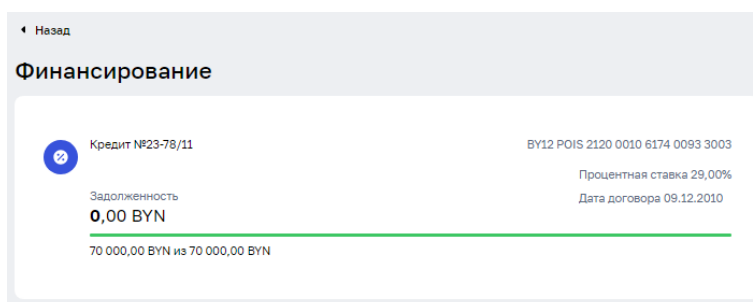 Назад
Финансирование
Кредит №23-78/11
BY12 POIS 2120 0010 6174 0093 3003
Процентная ставка 29,00%
Задолженность
Дата договора 09.12.2010
0,00 BYN
70 000,00 BYN из 70 000,00 BYN